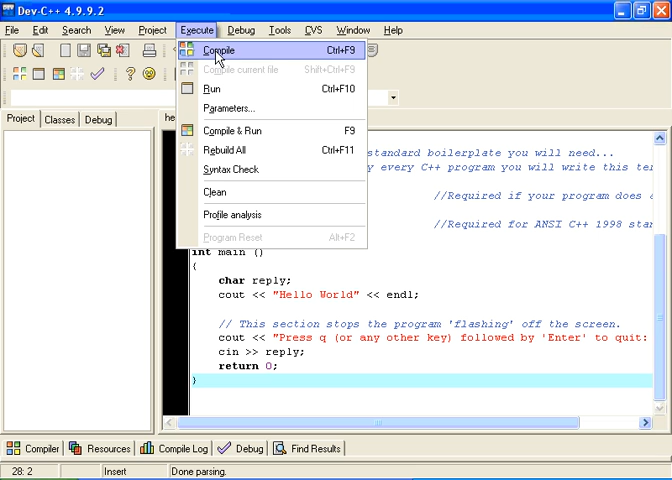 Dev-C++ 4.9.9.2
File Edit Search View Project Execute Debug Tools CVS Window Help
Compile Ctrl+F9
Compile current file Shift+Ctrl+F9
Run Ctrl+F10
Parameters...
Compile & Run F9
Rebuild All Ctrl+F11
Syntax Check
Clean
Profile analysis
Program Reset Alt+F2
Project Classes Debug he
standard boilerplate you will need...
y every C++ program you will write this te
//Required if your program does
//Required for ANSI C++ 1998 sta
int main ()
{
char reply;
cout << "Hello World" << endl;
// This section stops the program 'flashing' off the screen.
cout << "Press q (or any other key) followed by 'Enter' to quit:
cin >> reply;
return 0;
}
Compiler Resources Compile Log Debug Find Results
28: 2 Insert Done parsing.